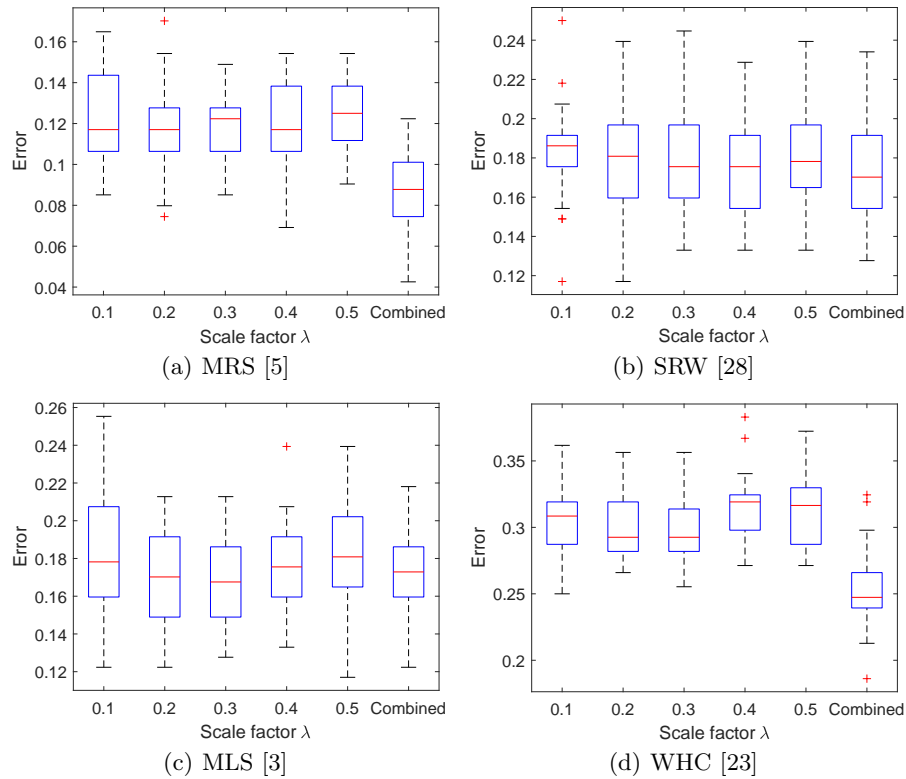 0.16
0.14
0.12
0.1
0.08
0.06
0.04
Error
0.1 0.2 0.3 0.4 0.5 Combined
Scale factor λ
(a) MRS [5]
0.24
0.22
0.2
0.18
0.16
0.14
0.12
Error
0.1 0.2 0.3 0.4 0.5 Combined
Scale factor λ
(b) SRW [28]
0.26
0.24
0.22
0.2
0.18
0.16
0.14
0.12
Error
0.1 0.2 0.3 0.4 0.5 Combined
Scale factor λ
(c) MLS [3]
0.35
0.3
0.25
0.2
Error
0.1 0.2 0.3 0.4 0.5 Combined
Scale factor λ
(d) WHC [23]